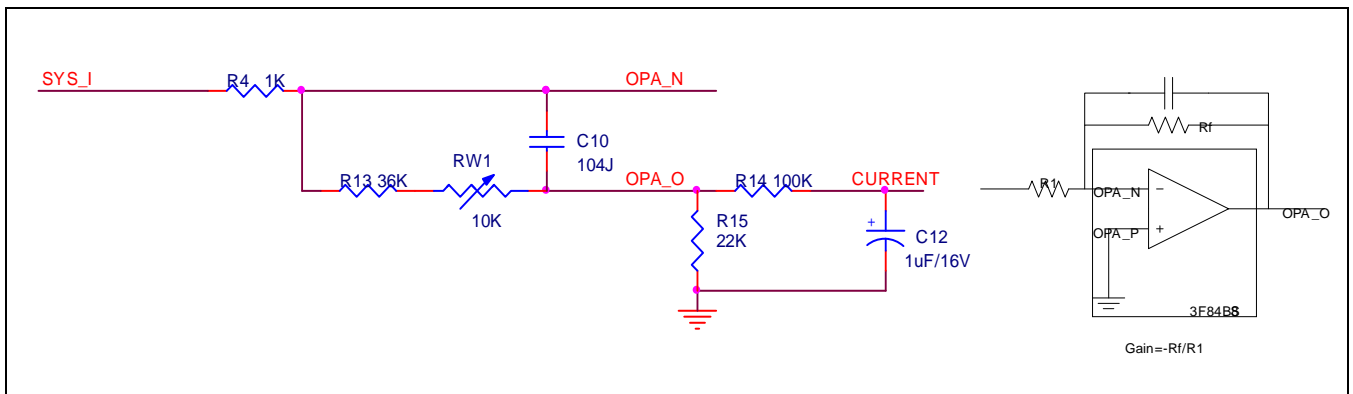 SYS_I
R4 1K
OPA_N
C10
104J
RW1
R13 36K
10K
OPA_O
R14 100K
CURRENT
R15
22K
+
C12
1uF/16V
Rf
R1
OPA_N
−
OPA_P
+
OPA_O
Gain=-Rf/R1